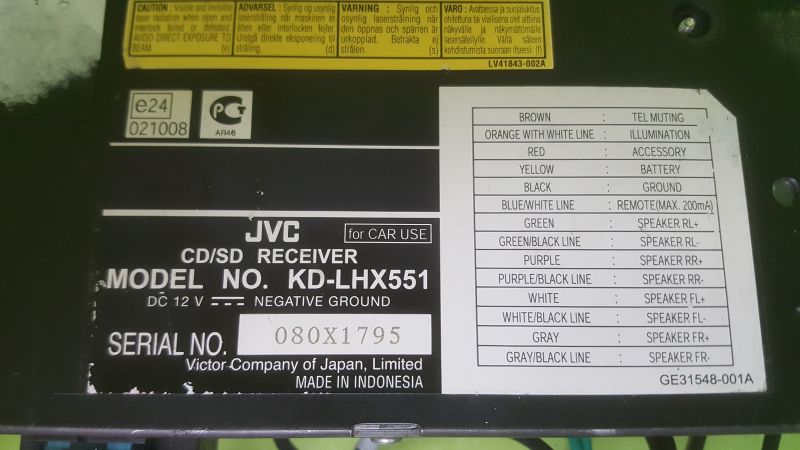 CAUTION : Visible and invisible
laser radiation when open and
interlock failed or defeated.
AVOID DIRECT EXPOSURE TO
BEAM. (e)
ADVARSEL : Synlig og usynlig
laserstråling når maskinen er
åben eller interlocken fejler.
Undgå direkte eksponering til
stråling. (d)
VARNING : Synlig och
osynlig laserstrålning när
den öppnas och spärren är
urkopplad. Betrakta ej
strålen. (s)
VARO : Avattaessa ja suojalukitus
ohitettuna tai viallisena olet alttiina
näkyvälle ja näkymättömälle
lasersäteilylle. Vältä säteen
kohdistumista suoraan itseesi. (f)
LV41843-002A
e24
021008
РСТ
АЯ46
JVC for CAR USE
CD/SD RECEIVER
MODEL NO. KD-LHX551
DC 12 V NEGATIVE GROUND
SERIAL NO. 080X1795
Victor Company of Japan, Limited
MADE IN INDONESIA
BROWN : TEL MUTING
ORANGE WITH WHITE LINE : ILLUMINATION
RED : ACCESSORY
YELLOW : BATTERY
BLACK : GROUND
BLUE/WHITE LINE : REMOTE(MAX. 200mA)
GREEN : SPEAKER RL+
GREEN/BLACK LINE : SPEAKER RL-
PURPLE : SPEAKER RR+
PURPLE/BLACK LINE : SPEAKER RR-
WHITE : SPEAKER FL+
WHITE/BLACK LINE : SPEAKER FL-
GRAY : SPEAKER FR+
GRAY/BLACK LINE : SPEAKER FR-
GE31548-001A